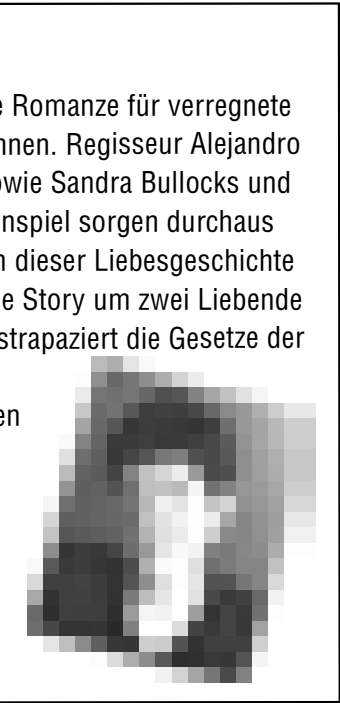 e Romanze für verregnete
nnen. Regisseur Alejandro
owie Sandra Bullocks und
nspiel sorgen durchaus
n dieser Liebesgeschichte
e Story um zwei Liebende
strapaziert die Gesetze der
en